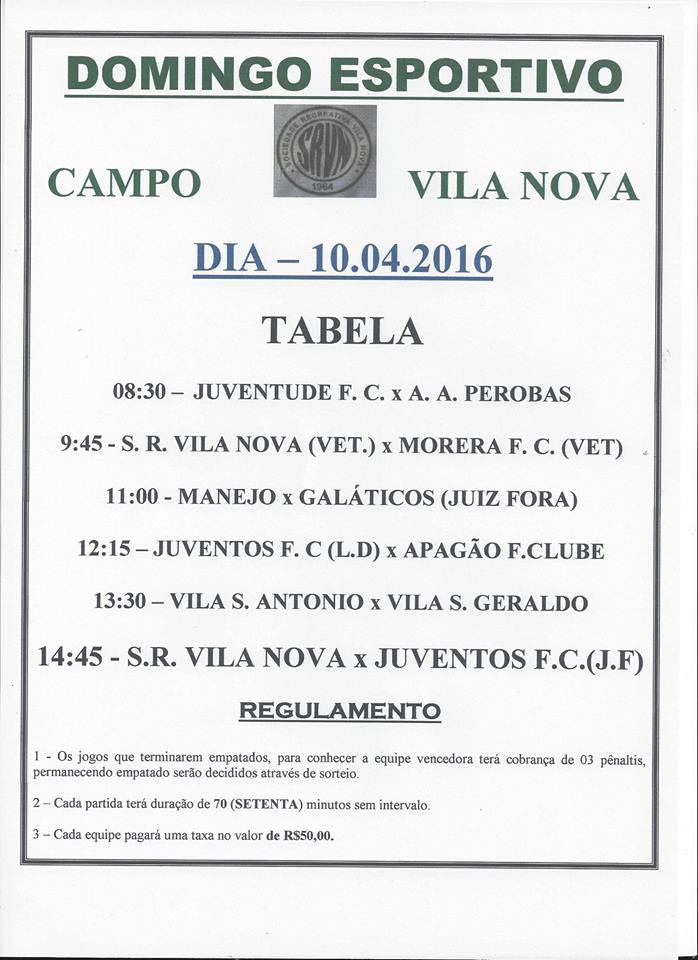 DOMINGO ESPORTIVO
SOCIEDADE RECREATIVA VILA NOVA
SRVN
1964
CAMPO VILA NOVA
DIA – 10.04.2016
TABELA
08:30 – JUVENTUDE F. C. x A. A. PEROBAS
9:45 - S. R. VILA NOVA (VET.) x MORERA F. C. (VET)
11:00 - MANEJO x GALÁTICOS (JUIZ FORA)
12:15 – JUVENTOS F. C (L.D) x APAGÃO F.CLUBE
13:30 – VILA S. ANTONIO x VILA S. GERALDO
14:45 - S.R. VILA NOVA x JUVENTOS F.C.(J.F)
REGULAMENTO
1 - Os jogos que terminarem empatados, para conhecer a equipe vencedora terá cobrança de 03 pênaltis,
permanecendo empatado serão decididos através de sorteio.
2 – Cada partida terá duração de 70 (SETENTA) minutos sem intervalo.
3 – Cada equipe pagará uma taxa no valor de R$50,00.